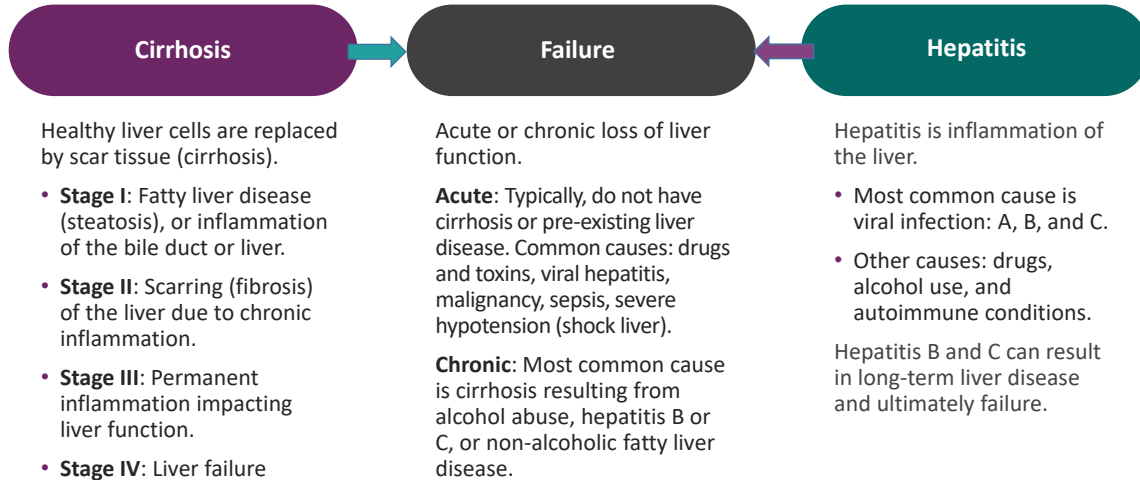 Cirrhosis
Healthy liver cells are replaced
by scar tissue (cirrhosis).
• Stage I: Fatty liver disease
(steatosis), or inflammation
of the bile duct or liver.
• Stage II: Scarring (fibrosis)
of the liver due to chronic
inflammation.
• Stage III: Permanent
inflammation impacting
liver function.
• Stage IV: Liver failure
Failure
Acute or chronic loss of liver
function.
Acute: Typically, do not have
cirrhosis or pre-existing liver
disease. Common causes: drugs
and toxins, viral hepatitis,
malignancy, sepsis, severe
hypotension (shock liver).
Chronic: Most common cause
is cirrhosis resulting from
alcohol abuse, hepatitis B or
C, or non-alcoholic fatty liver
disease.
Hepatitis
Hepatitis is inflammation of
the liver.
• Most common cause is
viral infection: A, B, and C.
• Other causes: drugs,
alcohol use, and
autoimmune conditions.
Hepatitis B and C can result
in long-term liver disease
and ultimately failure.